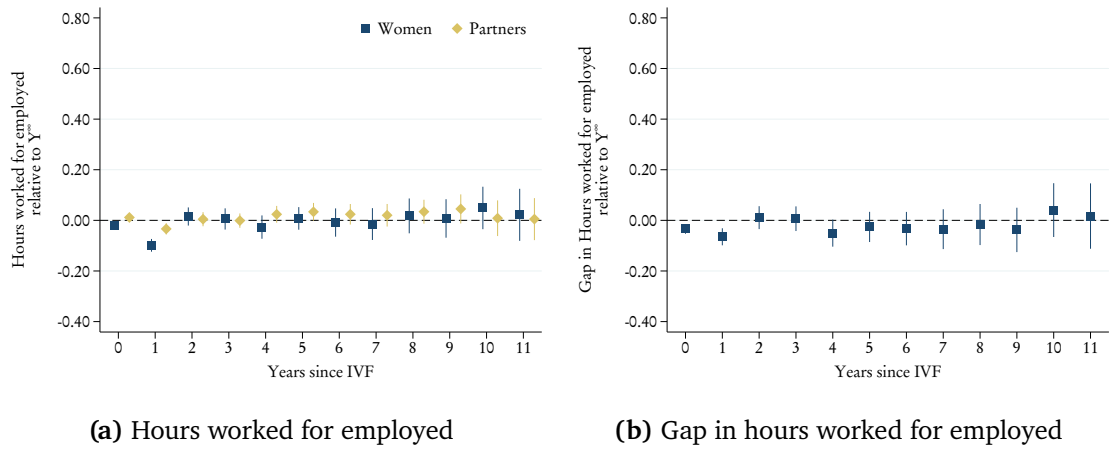 Hours worked for employed
relative to Y∞
0.80
0.60
0.40
0.20
0.00
-0.20
-0.40
Women Partners
0 1 2 3 4 5 6 7 8 9 10 11
Years since IVF
(a) Hours worked for employed
Gap in Hours worked for employed
relative to Y∞
0.80
0.60
0.40
0.20
0.00
-0.20
-0.40
0 1 2 3 4 5 6 7 8 9 10 11
Years since IVF
(b) Gap in hours worked for employed